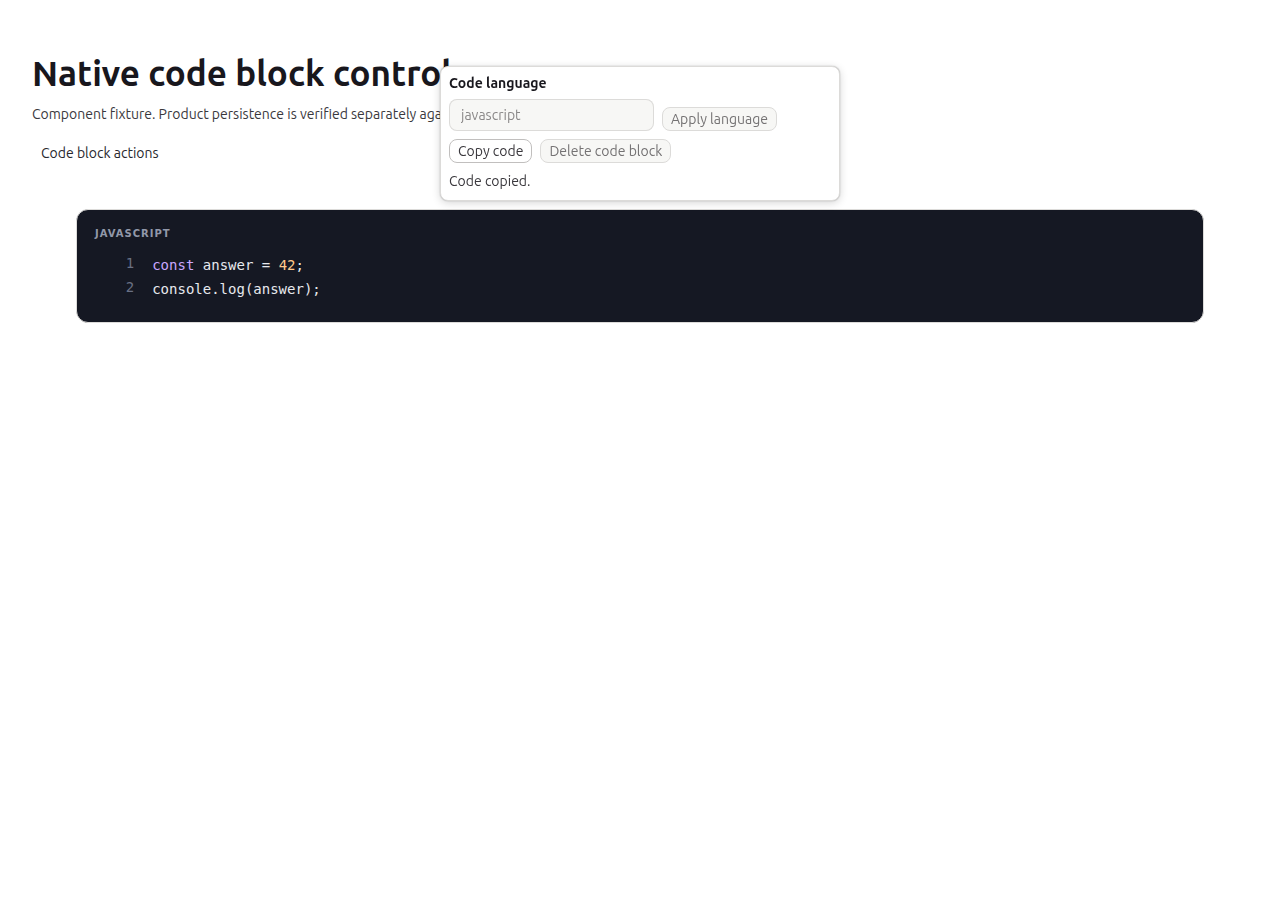 Native code block control
Component fixture. Product persistence is verified separately aga
Code block actions
Code language
javascript
Apply language
Copy code
Delete code block
Code copied.
JAVASCRIPT
1 const answer = 42;
2 console.log(answer);